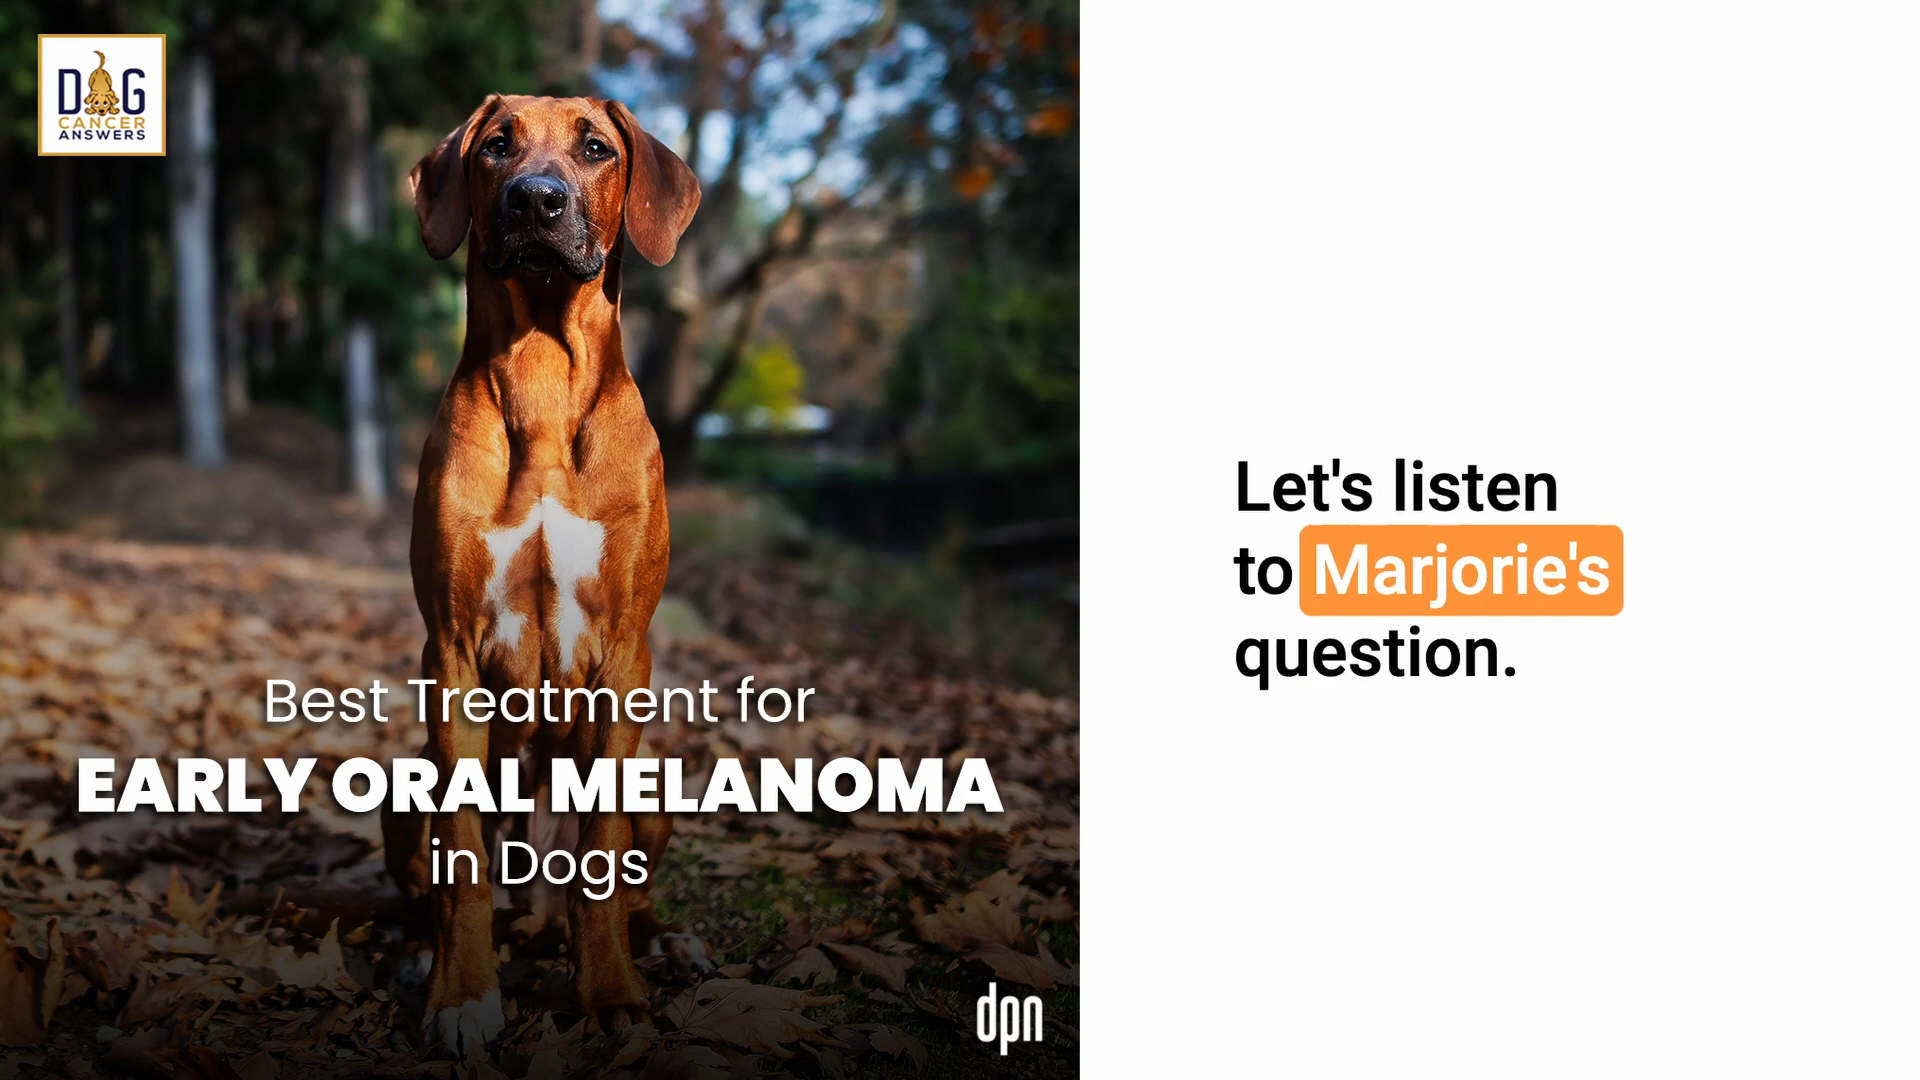 DOG
CANCER
ANSWERS
Best Treatment for
EARLY ORAL MELANOMA
in Dogs
dpn
Let's listen
to Marjorie's
question.